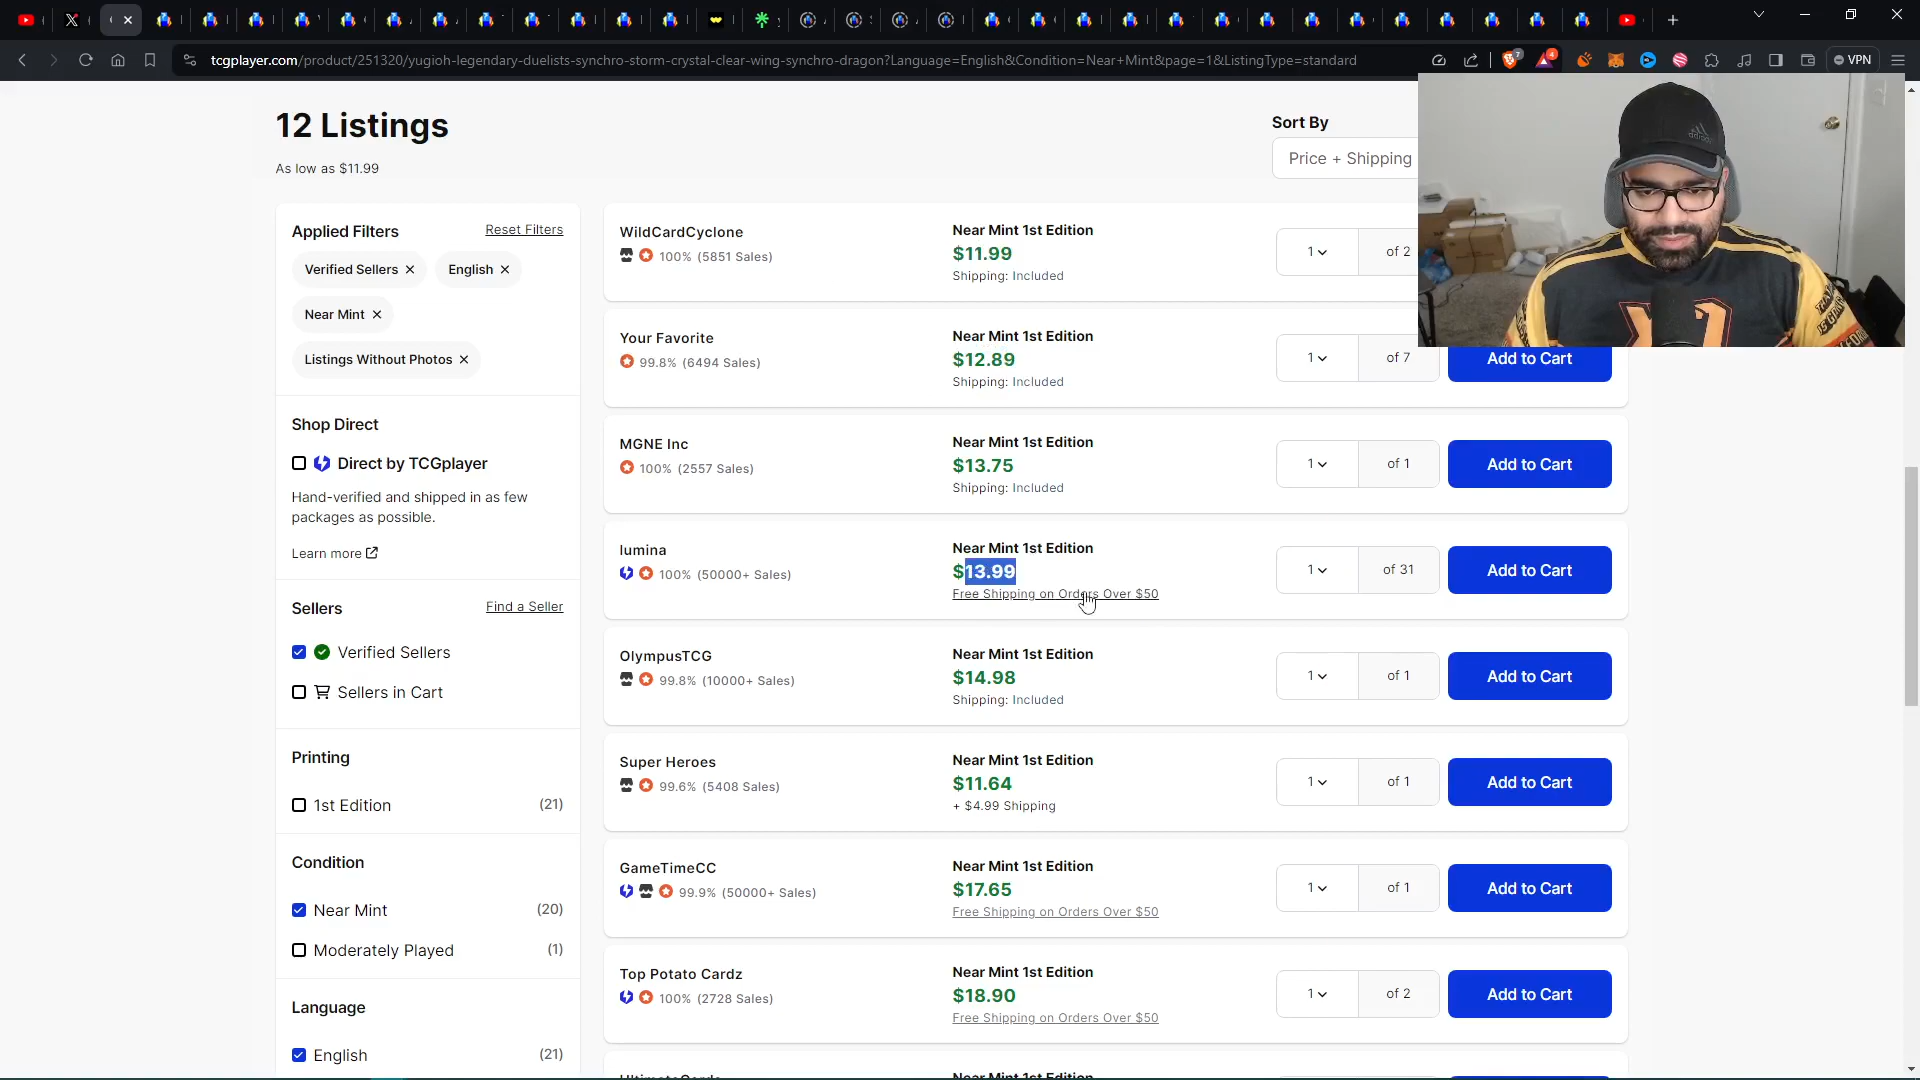 tcgplayer.com/product/251320/yugioh-legendary-duelists-synchro-storm-crystal-clear-wing-synchro-dragon?Language=English&Condition=Near+Mint&page=1&ListingType=standard
7
4
VPN
12 Listings
As low as $11.99
Sort By
Price + Shipping
Applied Filters
Reset Filters
Verified Sellers
English
Near Mint
Listings Without Photos
Shop Direct
Direct by TCGplayer
Hand-verified and shipped in as few
packages as possible.
Learn more
Sellers
Find a Seller
Verified Sellers
Sellers in Cart
Printing
1st Edition (21)
Condition
Near Mint (20)
Moderately Played (1)
Language
English (21)
WildCardCyclone
100% (5851 Sales)
Near Mint 1st Edition
$11.99
Shipping: Included
1 of 2
Your Favorite
99.8% (6494 Sales)
Near Mint 1st Edition
$12.89
Shipping: Included
1 of 7
Add to Cart
MGNE Inc
100% (2557 Sales)
Near Mint 1st Edition
$13.75
Shipping: Included
1 of 1
Add to Cart
lumina
100% (50000+ Sales)
Near Mint 1st Edition
$13.99
Free Shipping on Orders Over $50
1 of 31
Add to Cart
OlympusTCG
99.8% (10000+ Sales)
Near Mint 1st Edition
$14.98
Shipping: Included
1 of 1
Add to Cart
Super Heroes
99.6% (5408 Sales)
Near Mint 1st Edition
$11.64
+ $4.99 Shipping
1 of 1
Add to Cart
GameTimeCC
99.9% (50000+ Sales)
Near Mint 1st Edition
$17.65
Free Shipping on Orders Over $50
1 of 1
Add to Cart
Top Potato Cardz
100% (2728 Sales)
Near Mint 1st Edition
$18.90
Free Shipping on Orders Over $50
1 of 2
Add to Cart
Near Mint 1st Edition